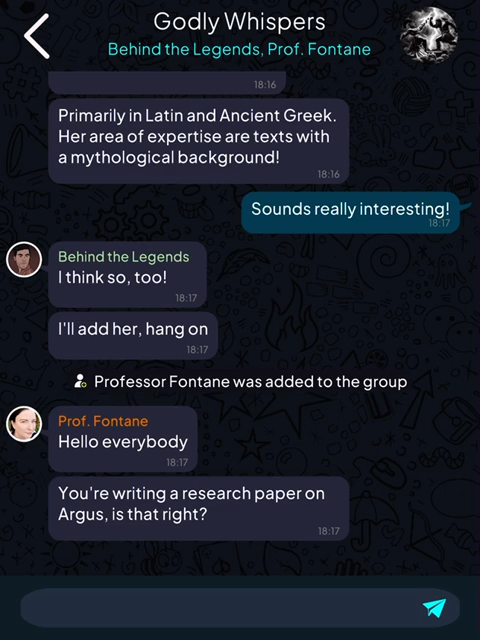 Godly Whispers
Behind the Legends, Prof. Fontane
18:16
Primarily in Latin and Ancient Greek.
Her area of expertise are texts with
a mythological background!
18:16
Sounds really interesting!
18:17
Behind the Legends
I think so, too!
18:17
I'll add her, hang on
18:17
Professor Fontane was added to the group
Prof. Fontane
Hello everybody
18:17
You're writing a research paper on
Argus, is that right?
18:17